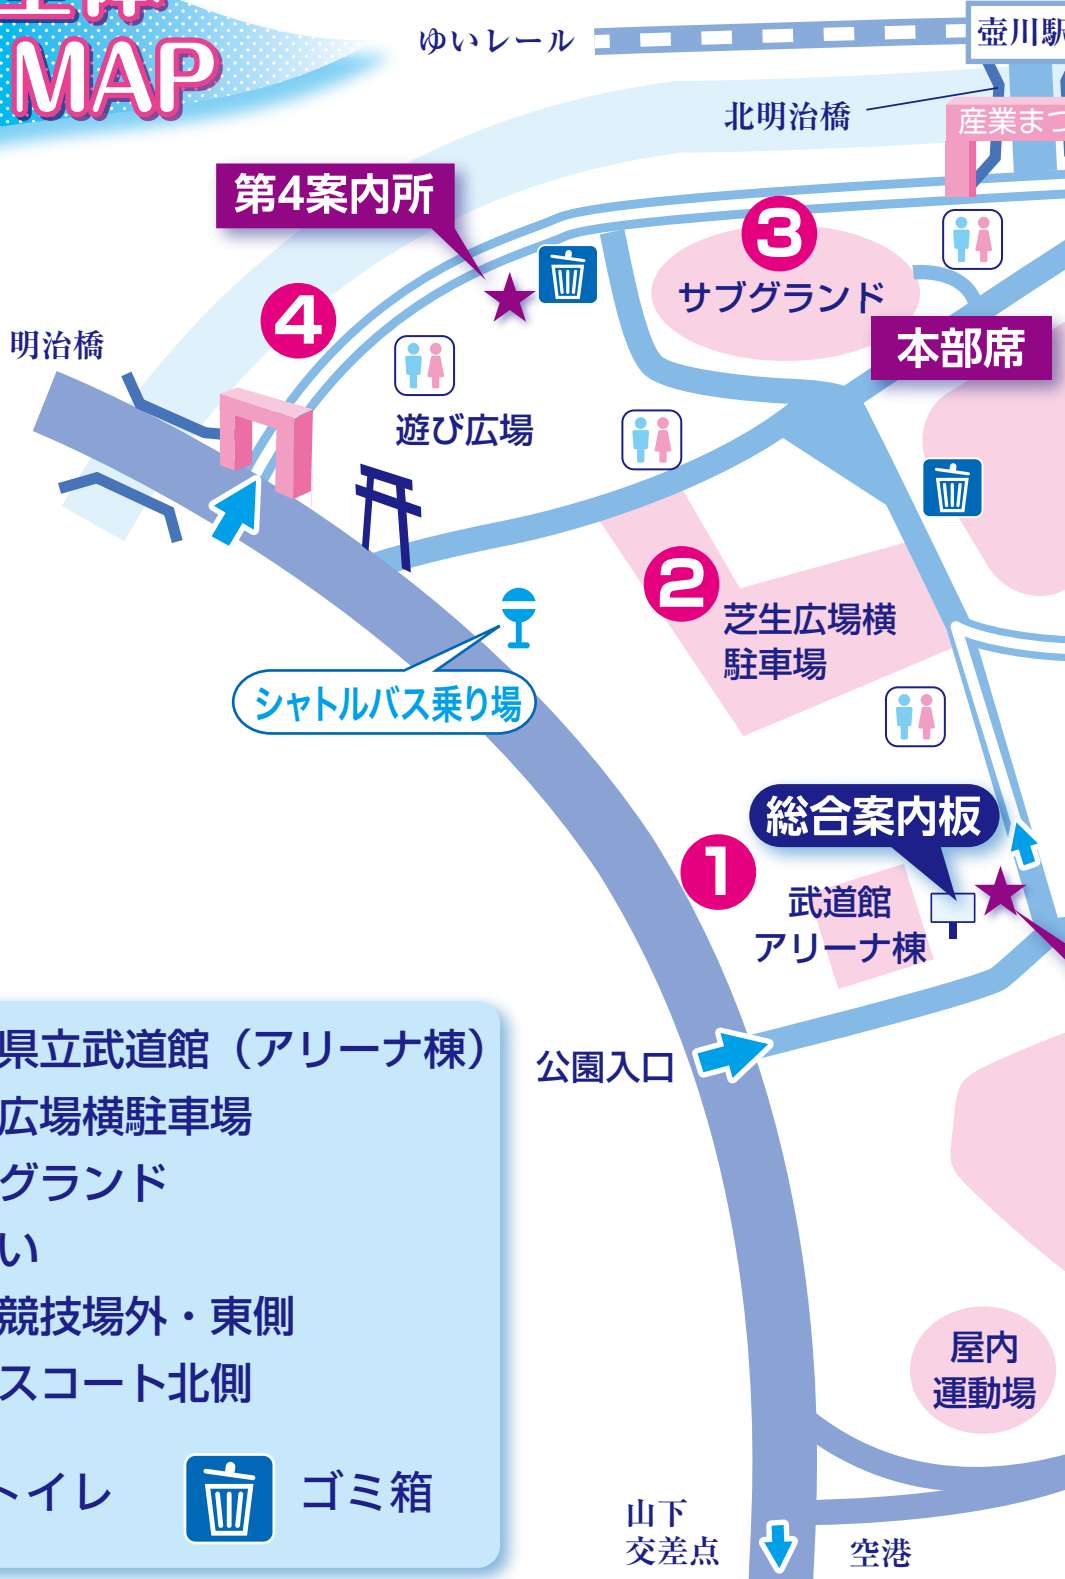 全体
MAP
ゆいレール
壺川駅
北明治橋
産業まつ
第4案内所
3
サブグランド
4
明治橋
本部席
遊び広場
2
芝生広場横
駐車場
シャトルバス乗り場
総合案内板
1
武道館
アリーナ棟
県立武道館（アリーナ棟）
公園入口
広場横駐車場
グランド
い
競技場外・東側
スコート北側
屋内
運動場
トイレ
ゴミ箱
山下
交差点
空港